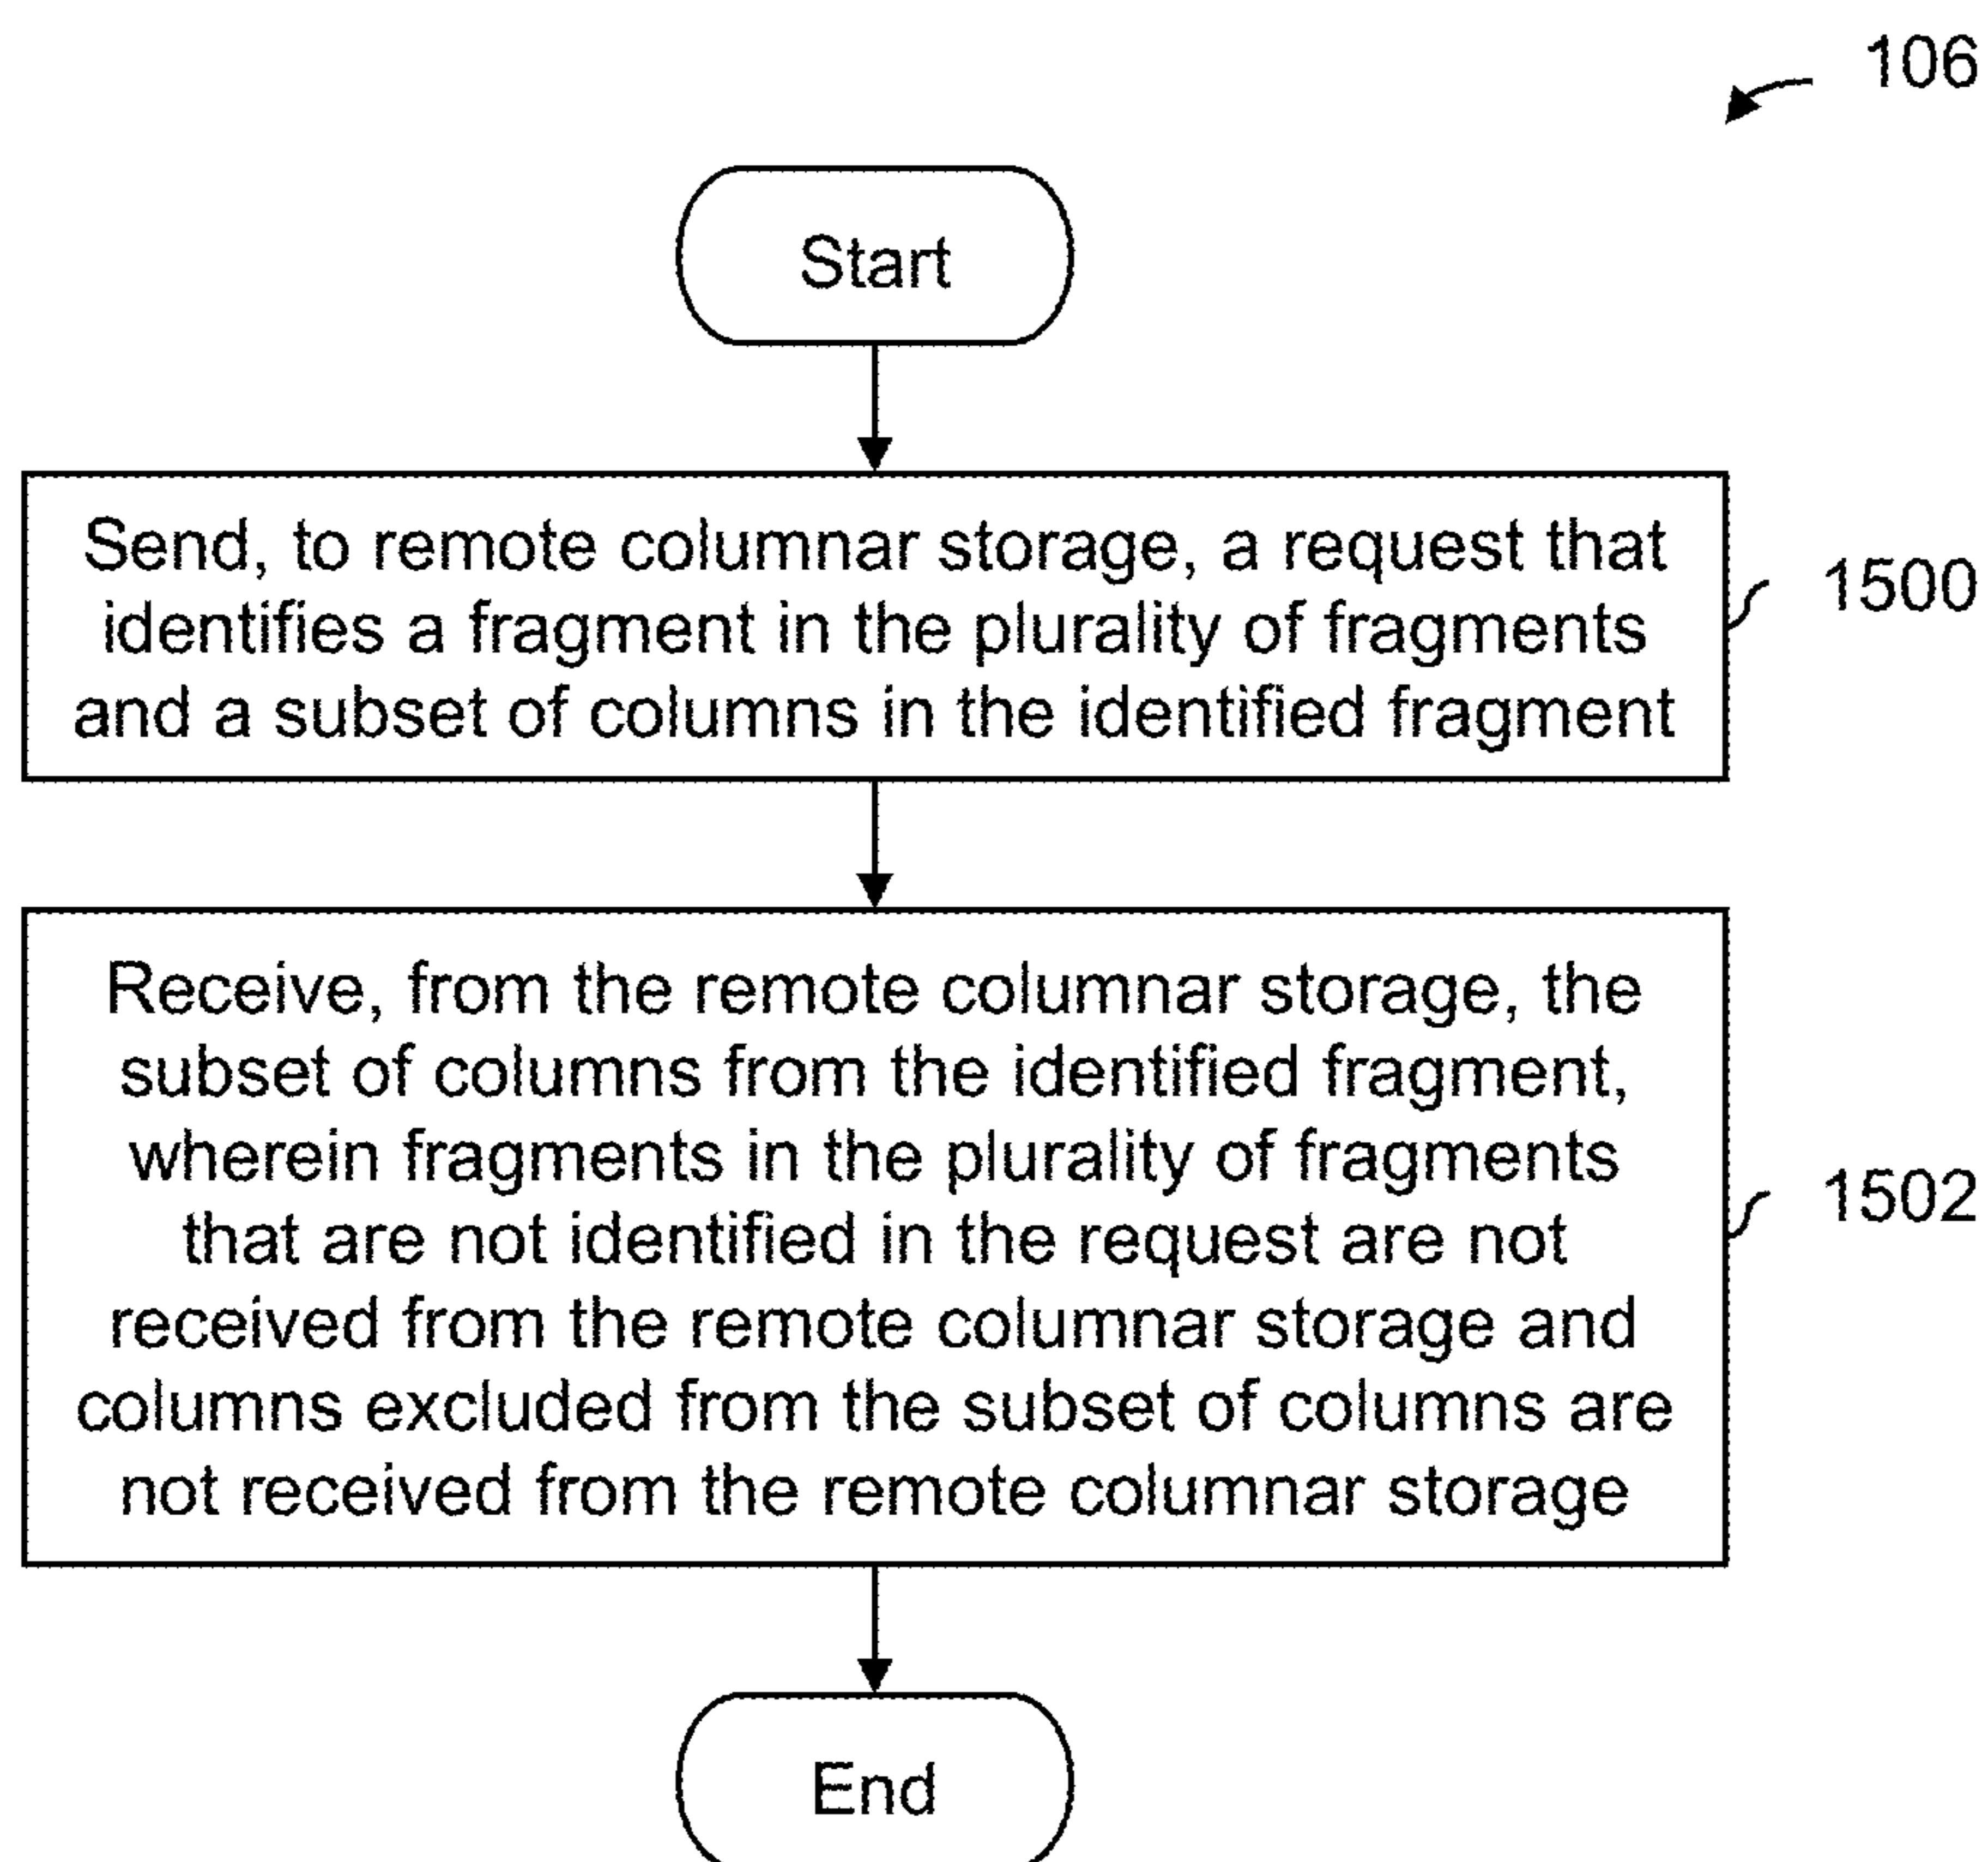 106
Start
Send, to remote columnar storage, a request that
identifies a fragment in the plurality of fragments
and a subset of columns in the identified fragment
1500
Receive, from the remote columnar storage, the
subset of columns from the identified fragment,
wherein fragments in the plurality of fragments
that are not identified in the request are not
received from the remote columnar storage and
columns excluded from the subset of columns are
not received from the remote columnar storage
1502
End